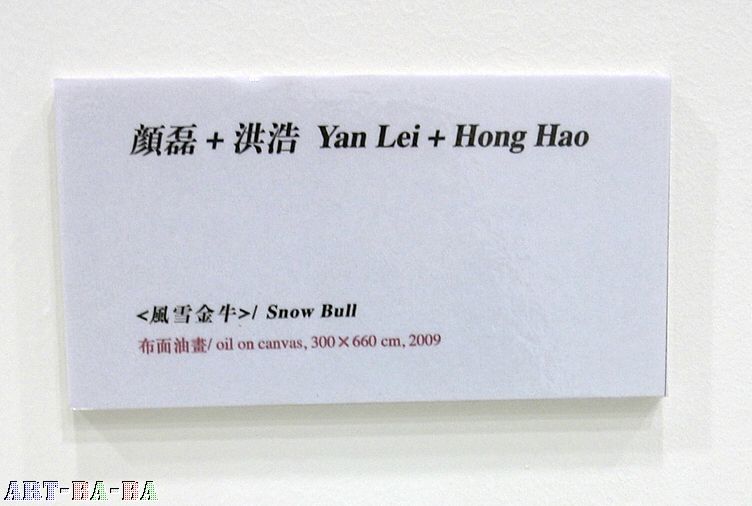 顏磊 + 洪浩 Yan Lei + Hong Hao
<風雪金牛>/ Snow Bull
布面油畫/ oil on canvas, 300×660 cm, 2009
ART-BA-BA